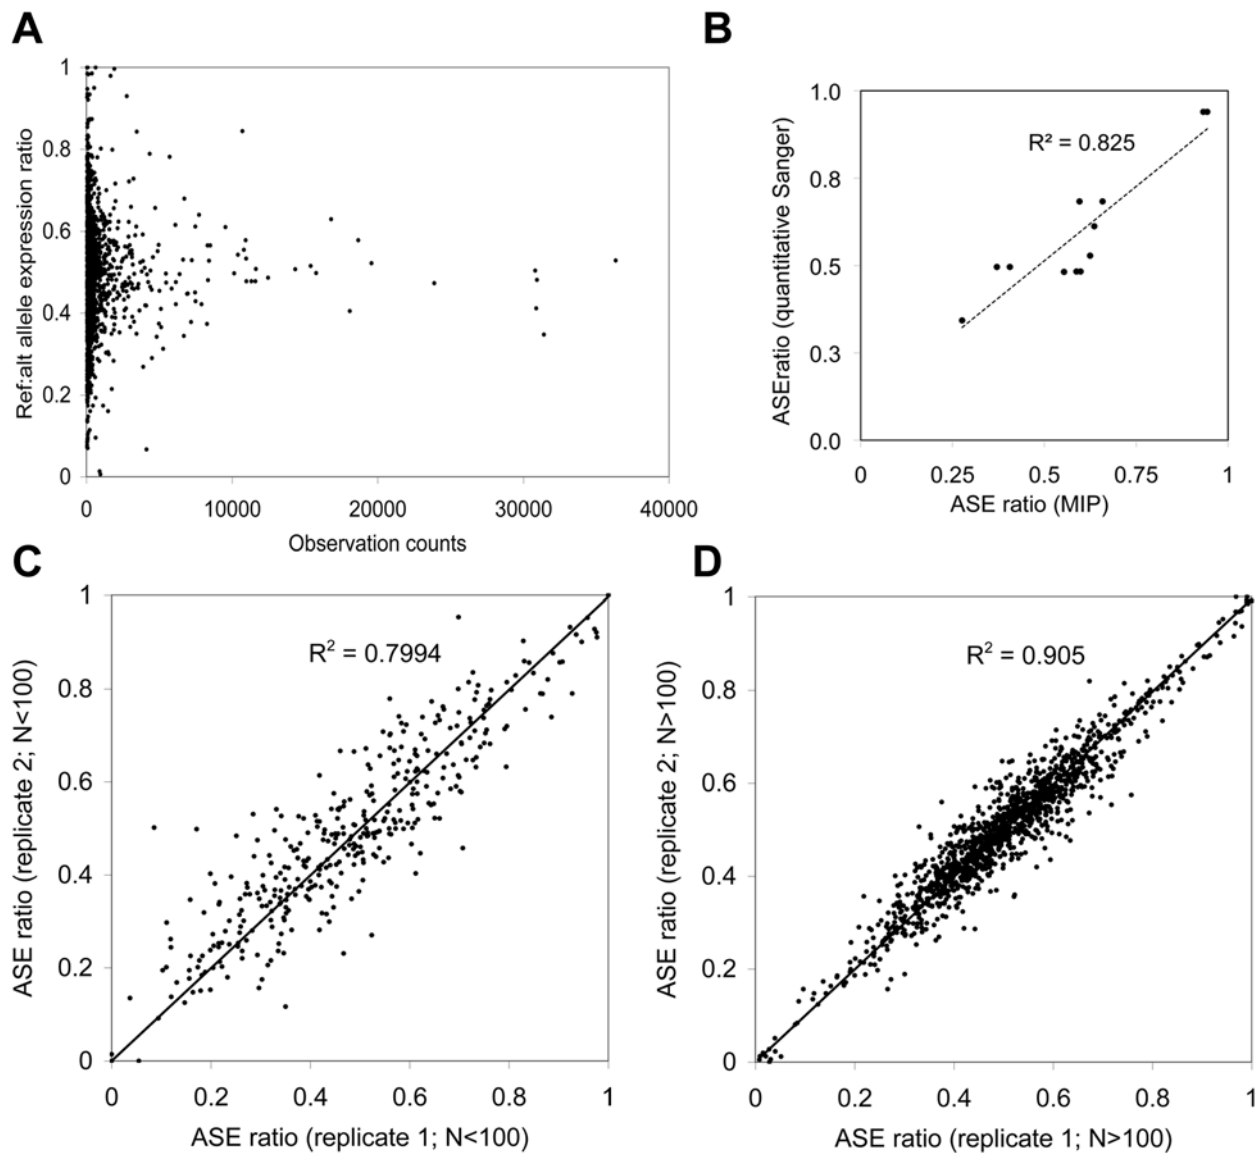 A
Ref:alt allele expression ratio
1
0.8
0.6
0.4
0.2
0
0 10000 20000 30000 40000
Observation counts
B
ASEratio (quantitative Sanger)
1.0
0.8
0.5
0.3
0.0
R² = 0.825
0 0.25 0.5 0.75 1
ASE ratio (MIP)
C
ASE ratio (replicate 2; N<100)
1
0.8
0.6
0.4
0.2
0
R² = 0.7994
0 0.2 0.4 0.6 0.8 1
ASE ratio (replicate 1; N<100)
D
ASE ratio (replicate 2; N>100)
1
0.8
0.6
0.4
0.2
0
R² = 0.905
0 0.2 0.4 0.6 0.8 1
ASE ratio (replicate 1; N>100)